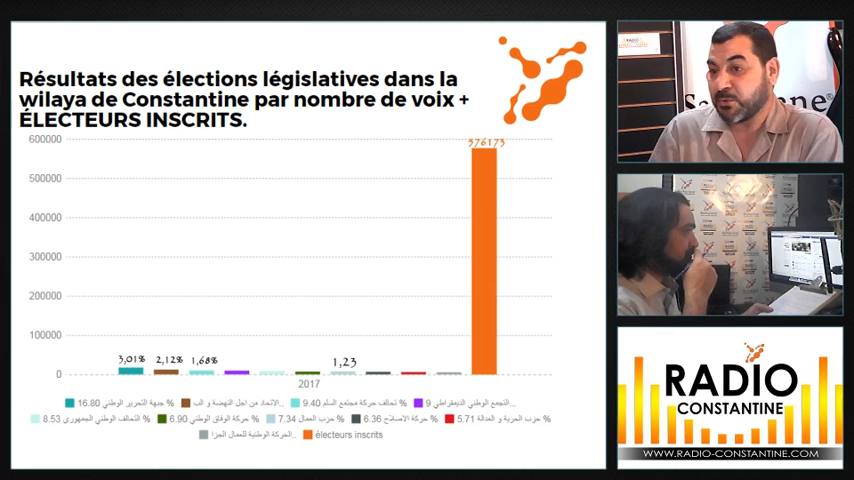 Résultats des élections législatives dans la
wilaya de Constantine par nombre de voix +
ÉLECTEURS INSCRITS.
600000
500000
400000
300000
200000
100000
0
576173
3,01%
2,12%
1,68%
1,23
2017
جبهة التحرير الوطني 16.80 %
الاتحاد من اجل النهضة و الب...
تحالف حركة مجتمع السلم 9.40 %
التجمع الوطني الديمقراطي 9...
التحالف الوطني الجمهوري 8.53 %
حركة الوفاق الوطني 6.90 %
حزب العمال 7.34 %
حركة الاصلاح 6.36 %
حزب الحرية و العدالة 5.71 %
الحركة الوطنية للعمال الجزا...
électeurs inscrits
RADIO
CONSTANTINE
WWW.RADIO-CONSTANTINE.COM